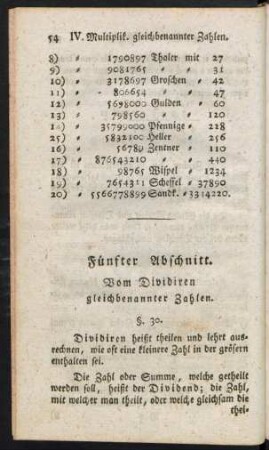 54 IV. Multiplik. gleichbenannter Zahlen.
8) " 1790897 Thaler mit 27
9) " 9081765 " " 31
10) " 3178697 Groschen " 42
11) " 806654 " " 47
12) " 5698000 Gulden " 60
13) " 798560 " " 120
14) " 35799000 Pfennige " 218
15) " 5832100 Heller " 256
16) " 56789 Zentner " 110
17) " 876543210 " " 440
18) " 98765 Wispel " 1234
19) " 7654311 Scheffel " 37890
20) " 5566778899 Sandk. " 3314220.
Fünfter Abschnitt.
Vom Dividiren
gleichbenannter Zahlen.
§. 30.
Dividiren heißt theilen und lehrt aus-
rechnen, wie oft eine kleinere Zahl in der grösern
enthalten sei.
Die Zahl oder Summe, welche getheilt
werden soll, heißt der Dividend; die Zahl,
mit welcher man theilt, oder welche gleichsam die
thei-